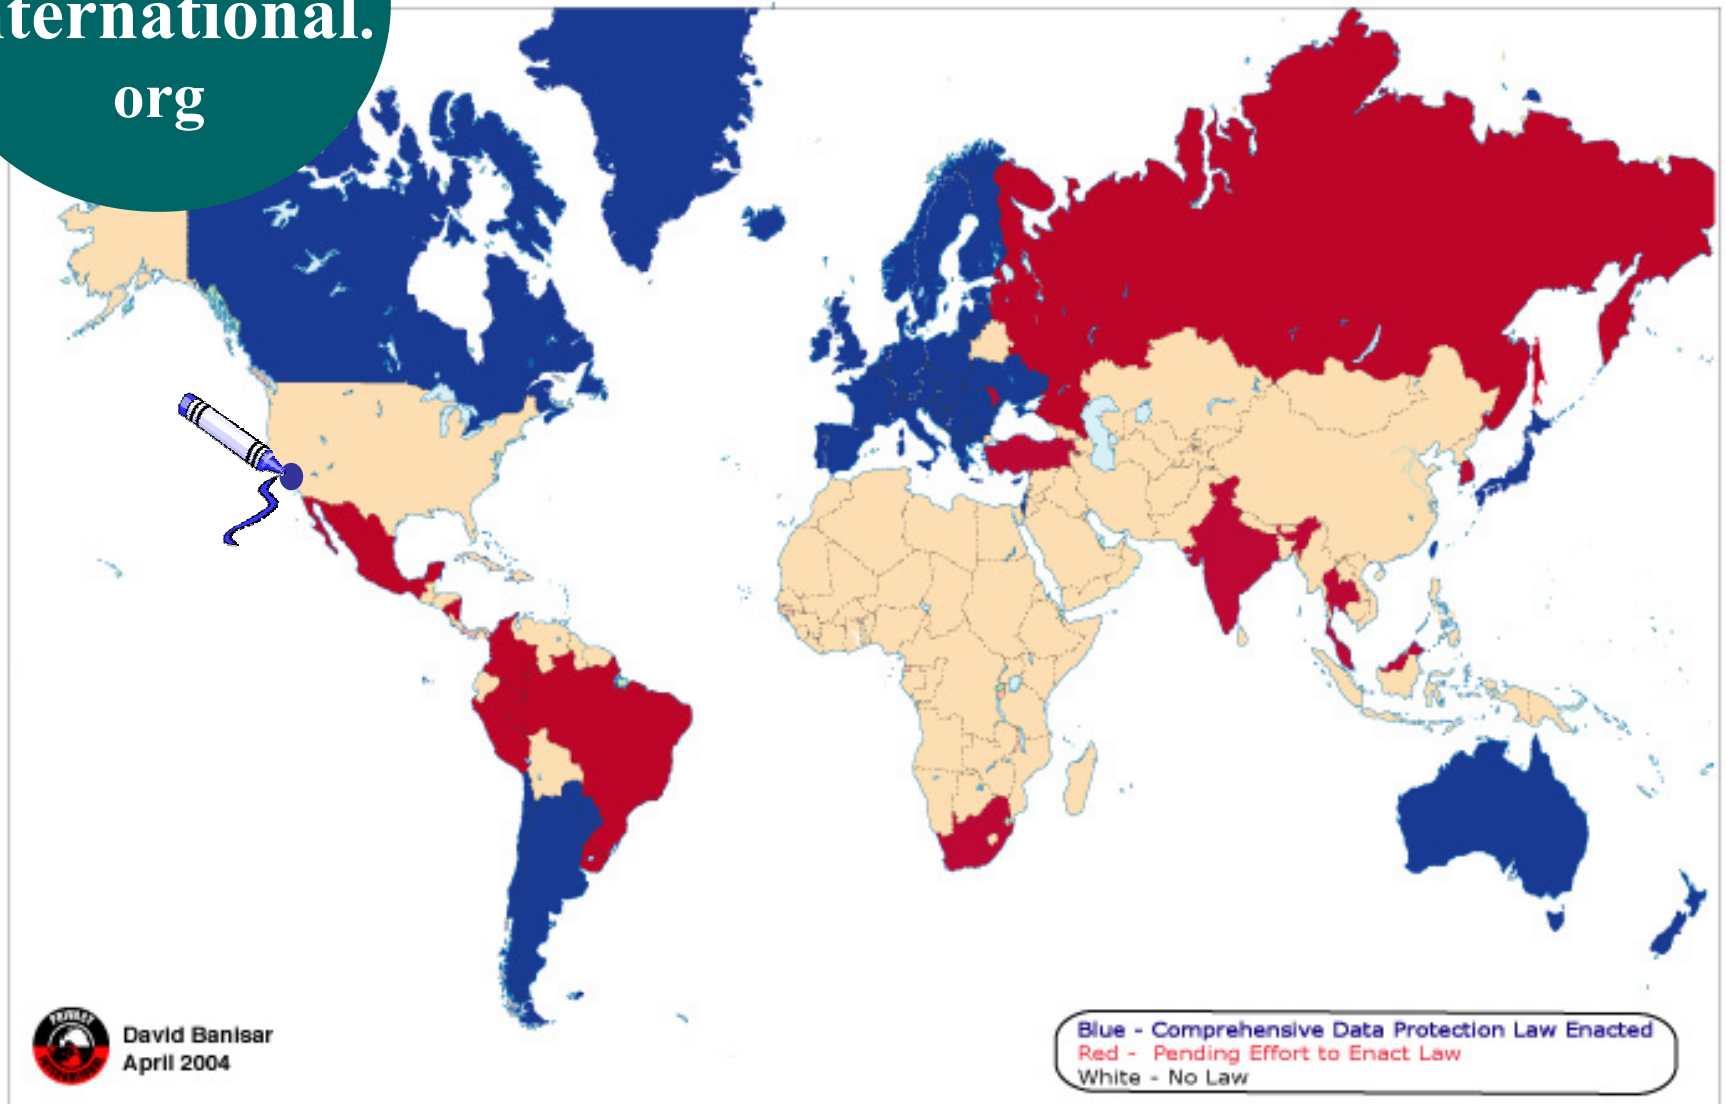 nternational.
org
David Banisar
April 2004
Blue - Comprehensive Data Protection Law Enacted
Red - Pending Effort to Enact Law
White - No Law